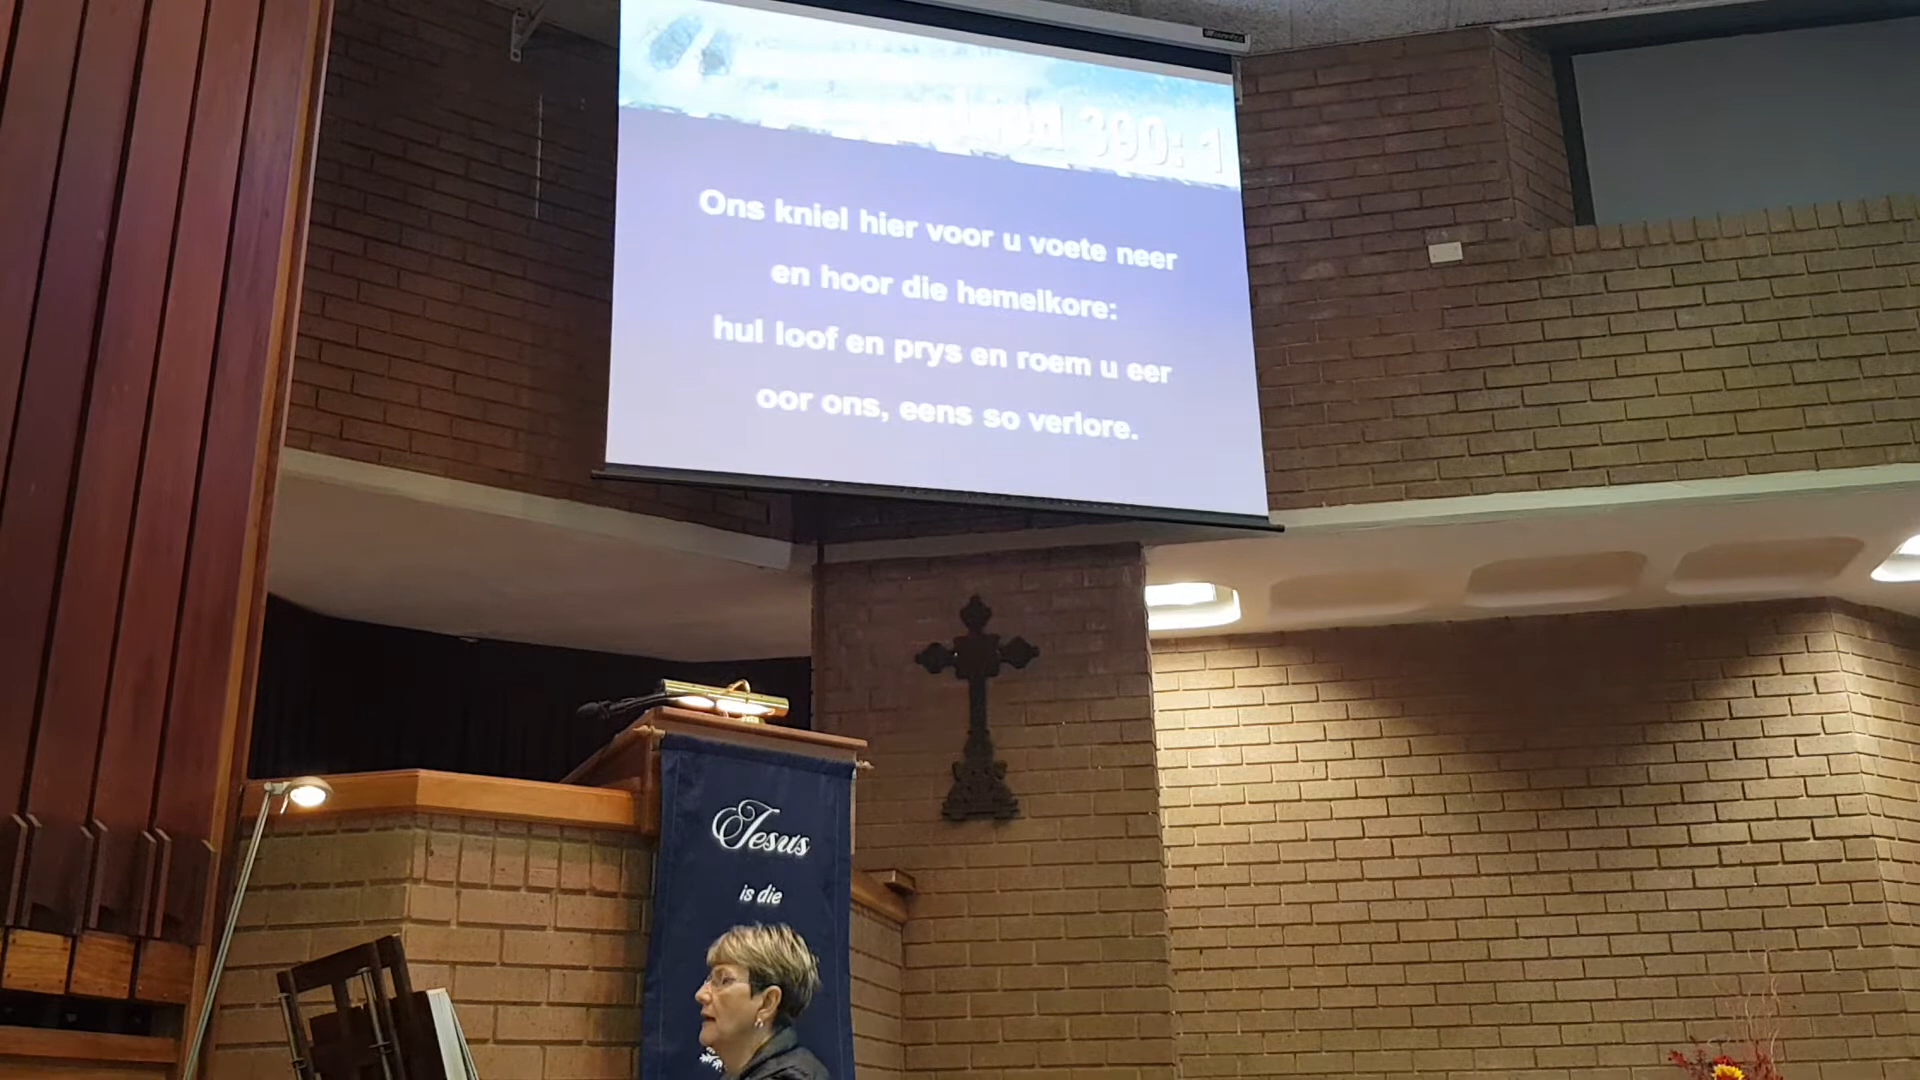 390: 1
Ons kniel hier voor u voete neer
en hoor die hemelkore:
hul loof en prys en roem u eer
oor ons, eens so verlore.
Jesus
is die